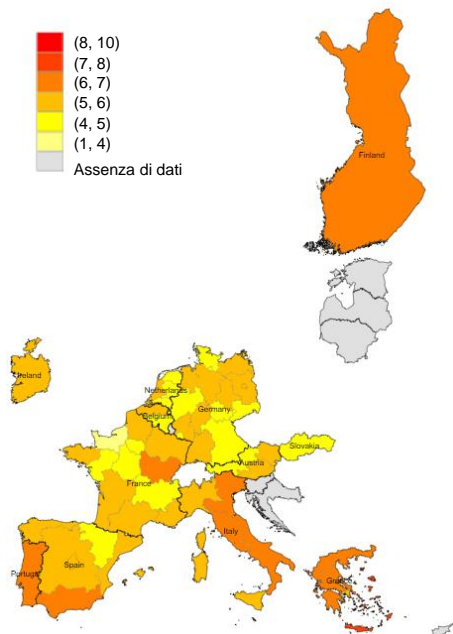 (8, 10)
(7, 8)
(6, 7)
(5, 6)
(4, 5)
(1, 4)
Assenza di dati
Finland
Ireland
Netherlands
Belgium
Germany
Slovakia
Austria
France
Italy
Spain
Portugal
Greece